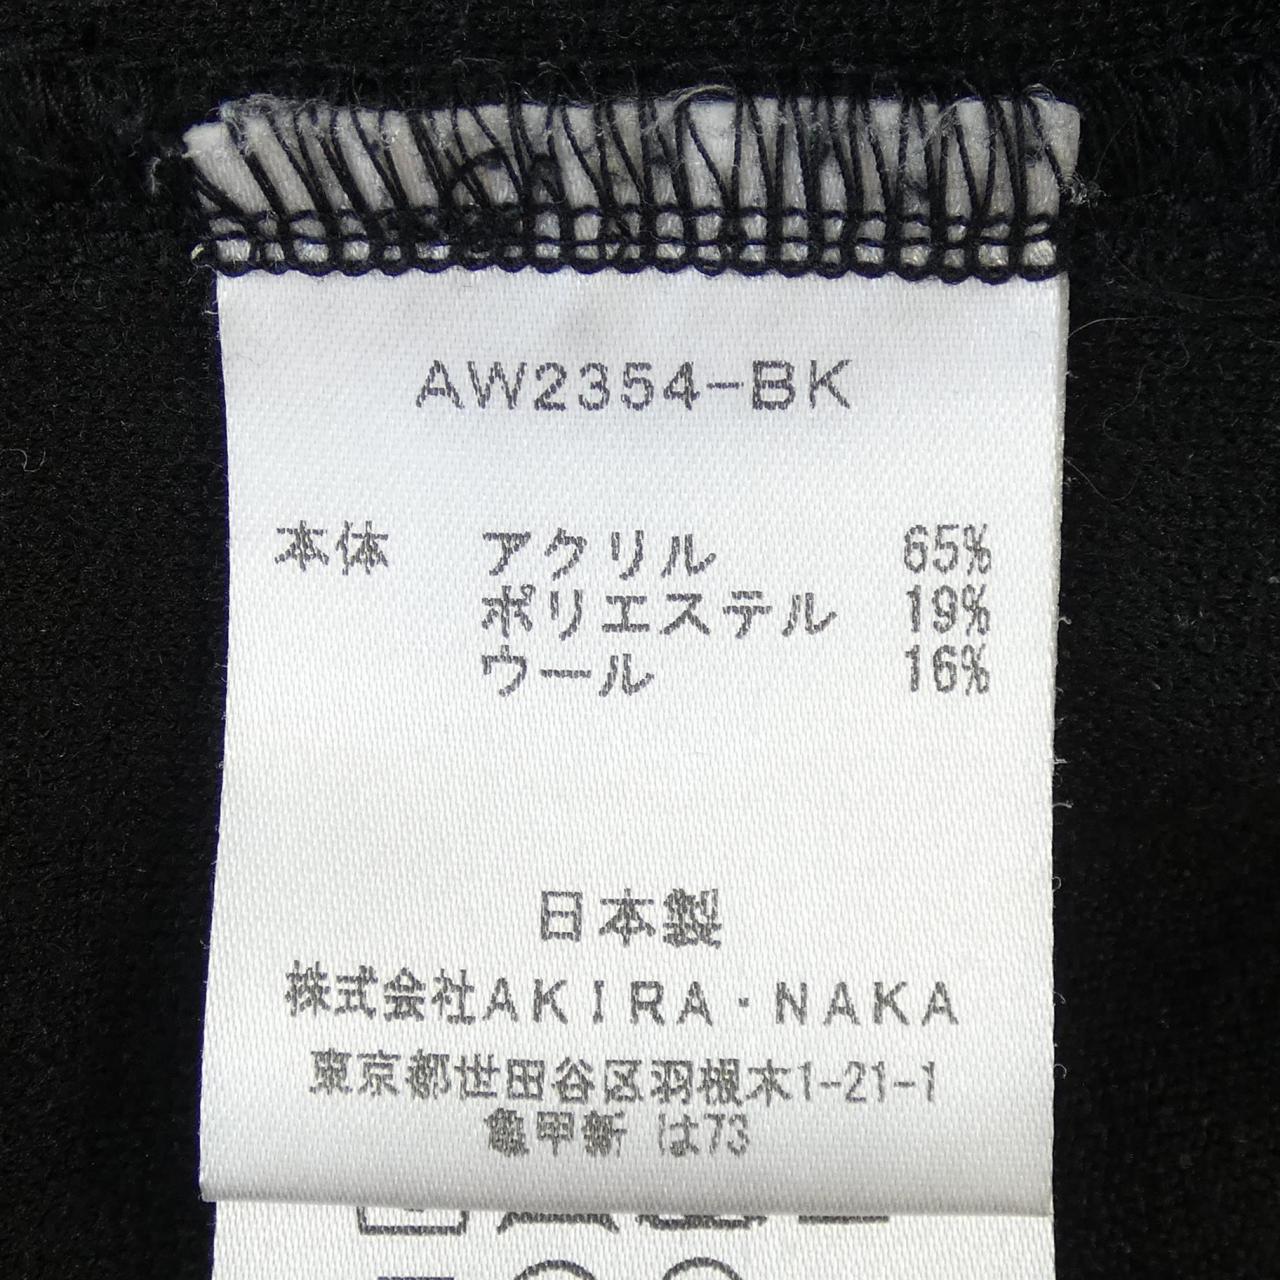 AW2354-BK
本体 アクリル 65%
ポリエステル 19%
ウール 16%
日本製
株式会社AKIRA・NAKA
東京都世田谷区羽根木1-21-1
亀甲新 は73